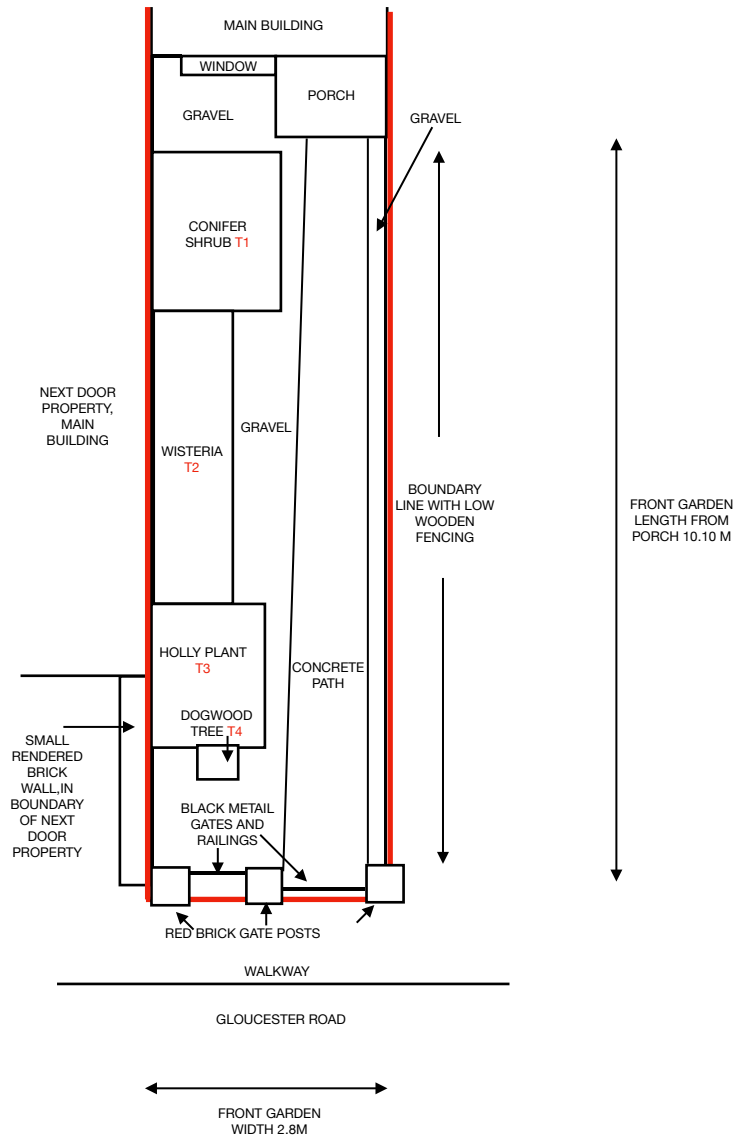 MAIN BUILDING
WINDOW
PORCH
GRAVEL
GRAVEL
CONIFER
SHRUB T1
NEXT DOOR
PROPERTY,
MAIN
BUILDING
GRAVEL
WISTERIA
T2
BOUNDARY
LINE WITH LOW
WOODEN
FENCING
FRONT GARDEN
LENGTH FROM
PORCH 10.10 M
HOLLY PLANT
T3
CONCRETE
PATH
DOGWOOD
TREE T4
SMALL
RENDERED
BRICK
WALL,IN
BOUNDARY
OF NEXT
DOOR
PROPERTY
BLACK METAIL
GATES AND
RAILINGS
RED BRICK GATE POSTS
WALKWAY
GLOUCESTER ROAD
FRONT GARDEN
WIDTH 2.8M